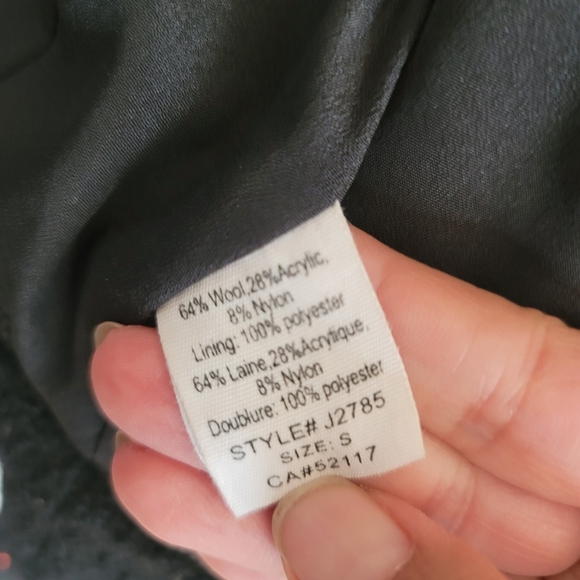 64% Wool,28%Acrylic,
8% Nylon
Lining: 100% polyester
64% Laine,28%Acrylique,
8% Nylon
Doublure: 100% polyester
STYLE# J2785
SIZE: S
CA#52117